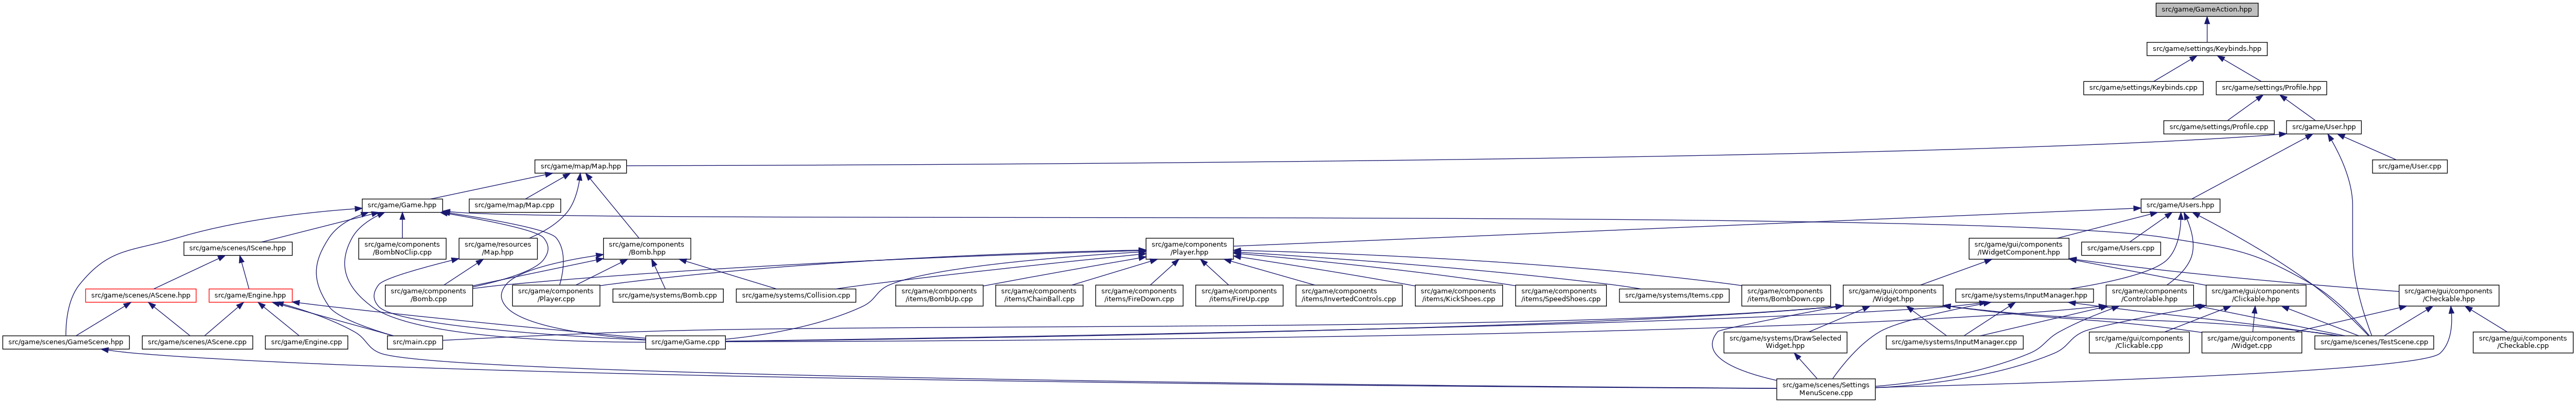 src/game/GameAction.hpp
src/game/settings/Keybinds.hpp
src/game/settings/Keybinds.cpp
src/game/settings/Profile.hpp
src/game/settings/Profile.cpp
src/game/User.hpp
src/game/map/Map.hpp
src/game/User.cpp
src/game/Game.hpp
src/game/map/Map.cpp
src/game/Users.hpp
src/game/scenes/IScene.hpp
src/game/components
/BombNoClip.cpp
src/game/resources
/Map.hpp
src/game/components
/Bomb.hpp
src/game/components
/Player.hpp
src/game/gui/components
/IWidgetComponent.hpp
src/game/Users.cpp
src/game/scenes/AScene.hpp
src/game/Engine.hpp
src/game/components
/Bomb.cpp
src/game/components
/Player.cpp
src/game/systems/Bomb.cpp
src/game/systems/Collision.cpp
src/game/components
/items/BombUp.cpp
src/game/components
/items/ChainBall.cpp
src/game/components
/items/FireDown.cpp
src/game/components
/items/FireUp.cpp
src/game/components
/items/InvertedControls.cpp
src/game/components
/items/KickShoes.cpp
src/game/components
/items/SpeedShoes.cpp
src/game/systems/Items.cpp
src/game/components
/items/BombDown.cpp
src/game/gui/components
/Widget.hpp
src/game/systems/InputManager.hpp
src/game/components
/Controlable.hpp
src/game/gui/components
/Clickable.hpp
src/game/gui/components
/Checkable.hpp
src/game/scenes/GameScene.hpp
src/game/scenes/AScene.cpp
src/game/Engine.cpp
src/main.cpp
src/game/Game.cpp
src/game/systems/DrawSelected
Widget.hpp
src/game/systems/InputManager.cpp
src/game/gui/components
/Clickable.cpp
src/game/gui/components
/Widget.cpp
src/game/scenes/TestScene.cpp
src/game/gui/components
/Checkable.cpp
src/game/scenes/Settings
MenuScene.cpp